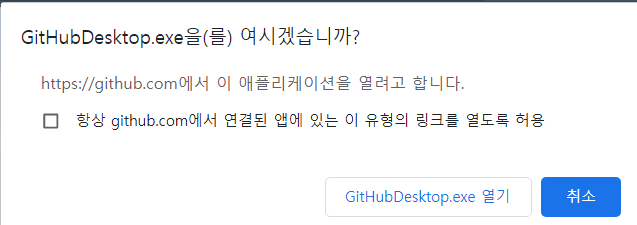 GitHubDesktop.exe을(를) 여시겠습니까?
https://github.com에서 이 애플리케이션을 열려고 합니다.
항상 github.com에서 연결된 앱에 있는 이 유형의 링크를 열도록 허용
GitHubDesktop.exe 열기 취소